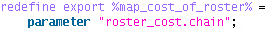 redefine export %map_cost_of_roster% =
parameter "roster_cost.chain";